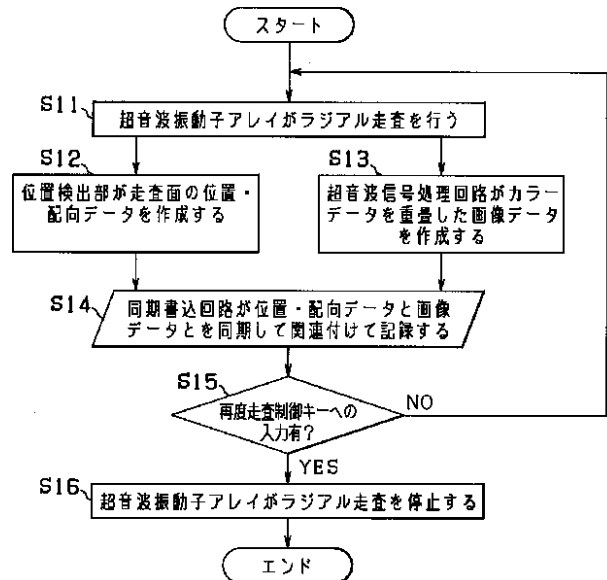 スタート
S11
超音波振動子アレイがラジアル走査を行う
S12
位置検出部が走査面の位置・
配向データを作成する
S13
超音波信号処理回路がカラー
データを重畳した画像データ
を作成する
S14
同期書込回路が位置・配向データと画像
データとを同期して関連付けて記録する
S15
再度走査制御キーへの
入力有?
NO
YES
S16
超音波振動子アレイがラジアル走査を停止する
エンド